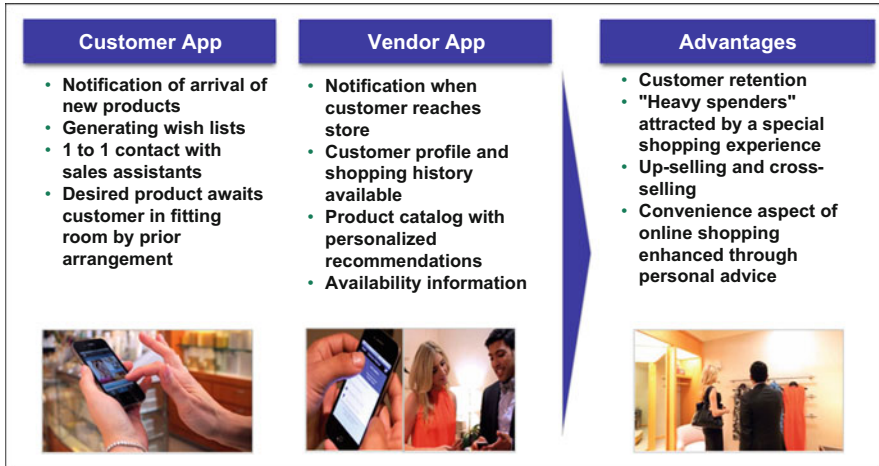 Customer App
• Notification of arrival of
new products
• Generating wish lists
• 1 to 1 contact with
sales assistants
• Desired product awaits
customer in fitting
room by prior
arrangement
Vendor App
• Notification when
customer reaches
store
• Customer profile and
shopping history
available
• Product catalog with
personalized
recommendations
• Availability information
Advantages
• Customer retention
• "Heavy spenders"
attracted by a special
shopping experience
• Up-selling and cross-
selling
• Convenience aspect of
online shopping
enhanced through
personal advice